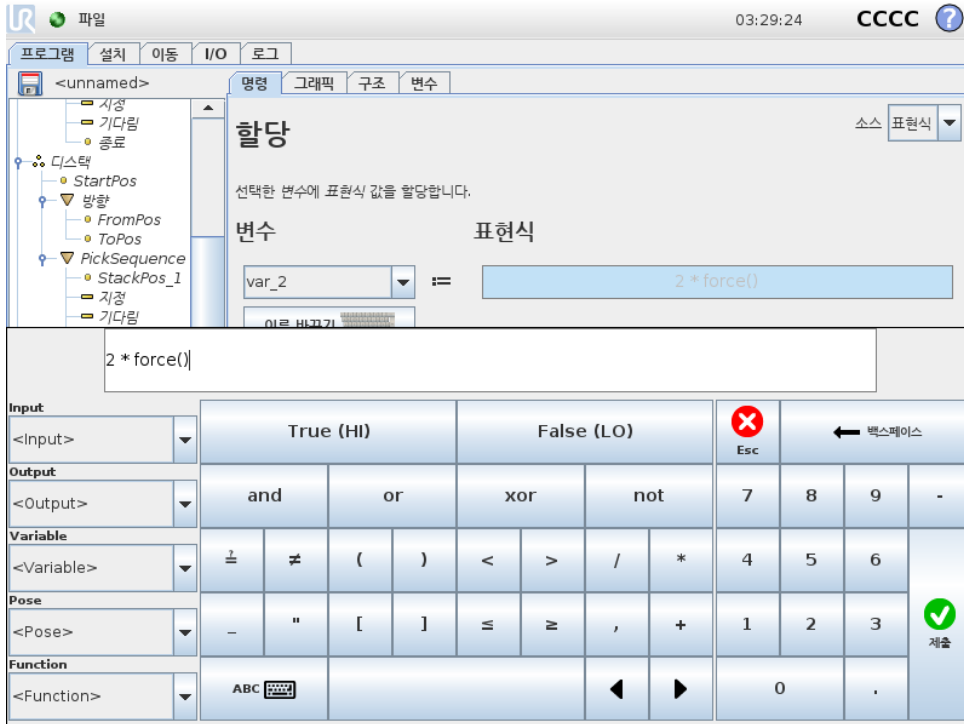 UR 파일 03:29:24 CCCC ?
프로그램 설치 이동 I/O 로그
<unnamed> 명령 그래픽 구조 변수
지정
기다림
종료
디스택
StartPos
방향
FromPos
ToPos
PickSequence
StackPos_1
지정
기다림
할당
소스 표현식
선택한 변수에 표현식 값을 할당합니다.
변수 표현식
var_2 := 2 * force()
이름 바꾸기
2 * force()
Input
<Input>
Output
<Output>
Variable
<Variable>
Pose
<Pose>
Function
<Function>
True (HI) False (LO) Esc 백스페이스
and or xor not 7 8 9 -
≟ ≠ ( ) < > / * 4 5 6
_ " [ ] ≤ ≥ , + 1 2 3 제출
ABC 0 .